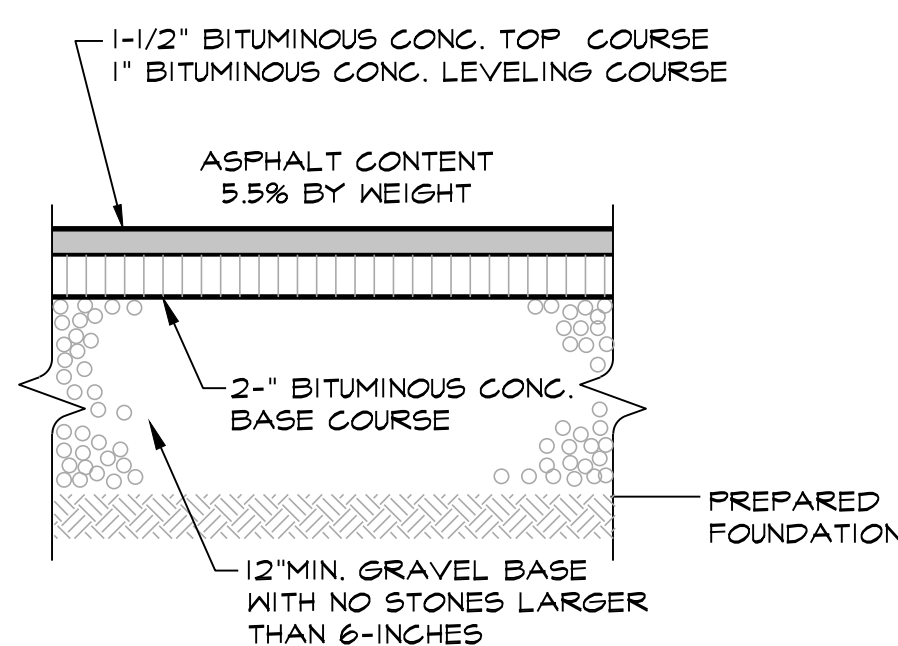 1-1/2" BITUMINOUS CONC. TOP COURSE
1" BITUMINOUS CONC. LEVELING COURSE
ASPHALT CONTENT
5.5% BY WEIGHT
2-" BITUMINOUS CONC.
BASE COURSE
PREPARED
FOUNDATION
12"MIN. GRAVEL BASE
WITH NO STONES LARGER
THAN 6-INCHES